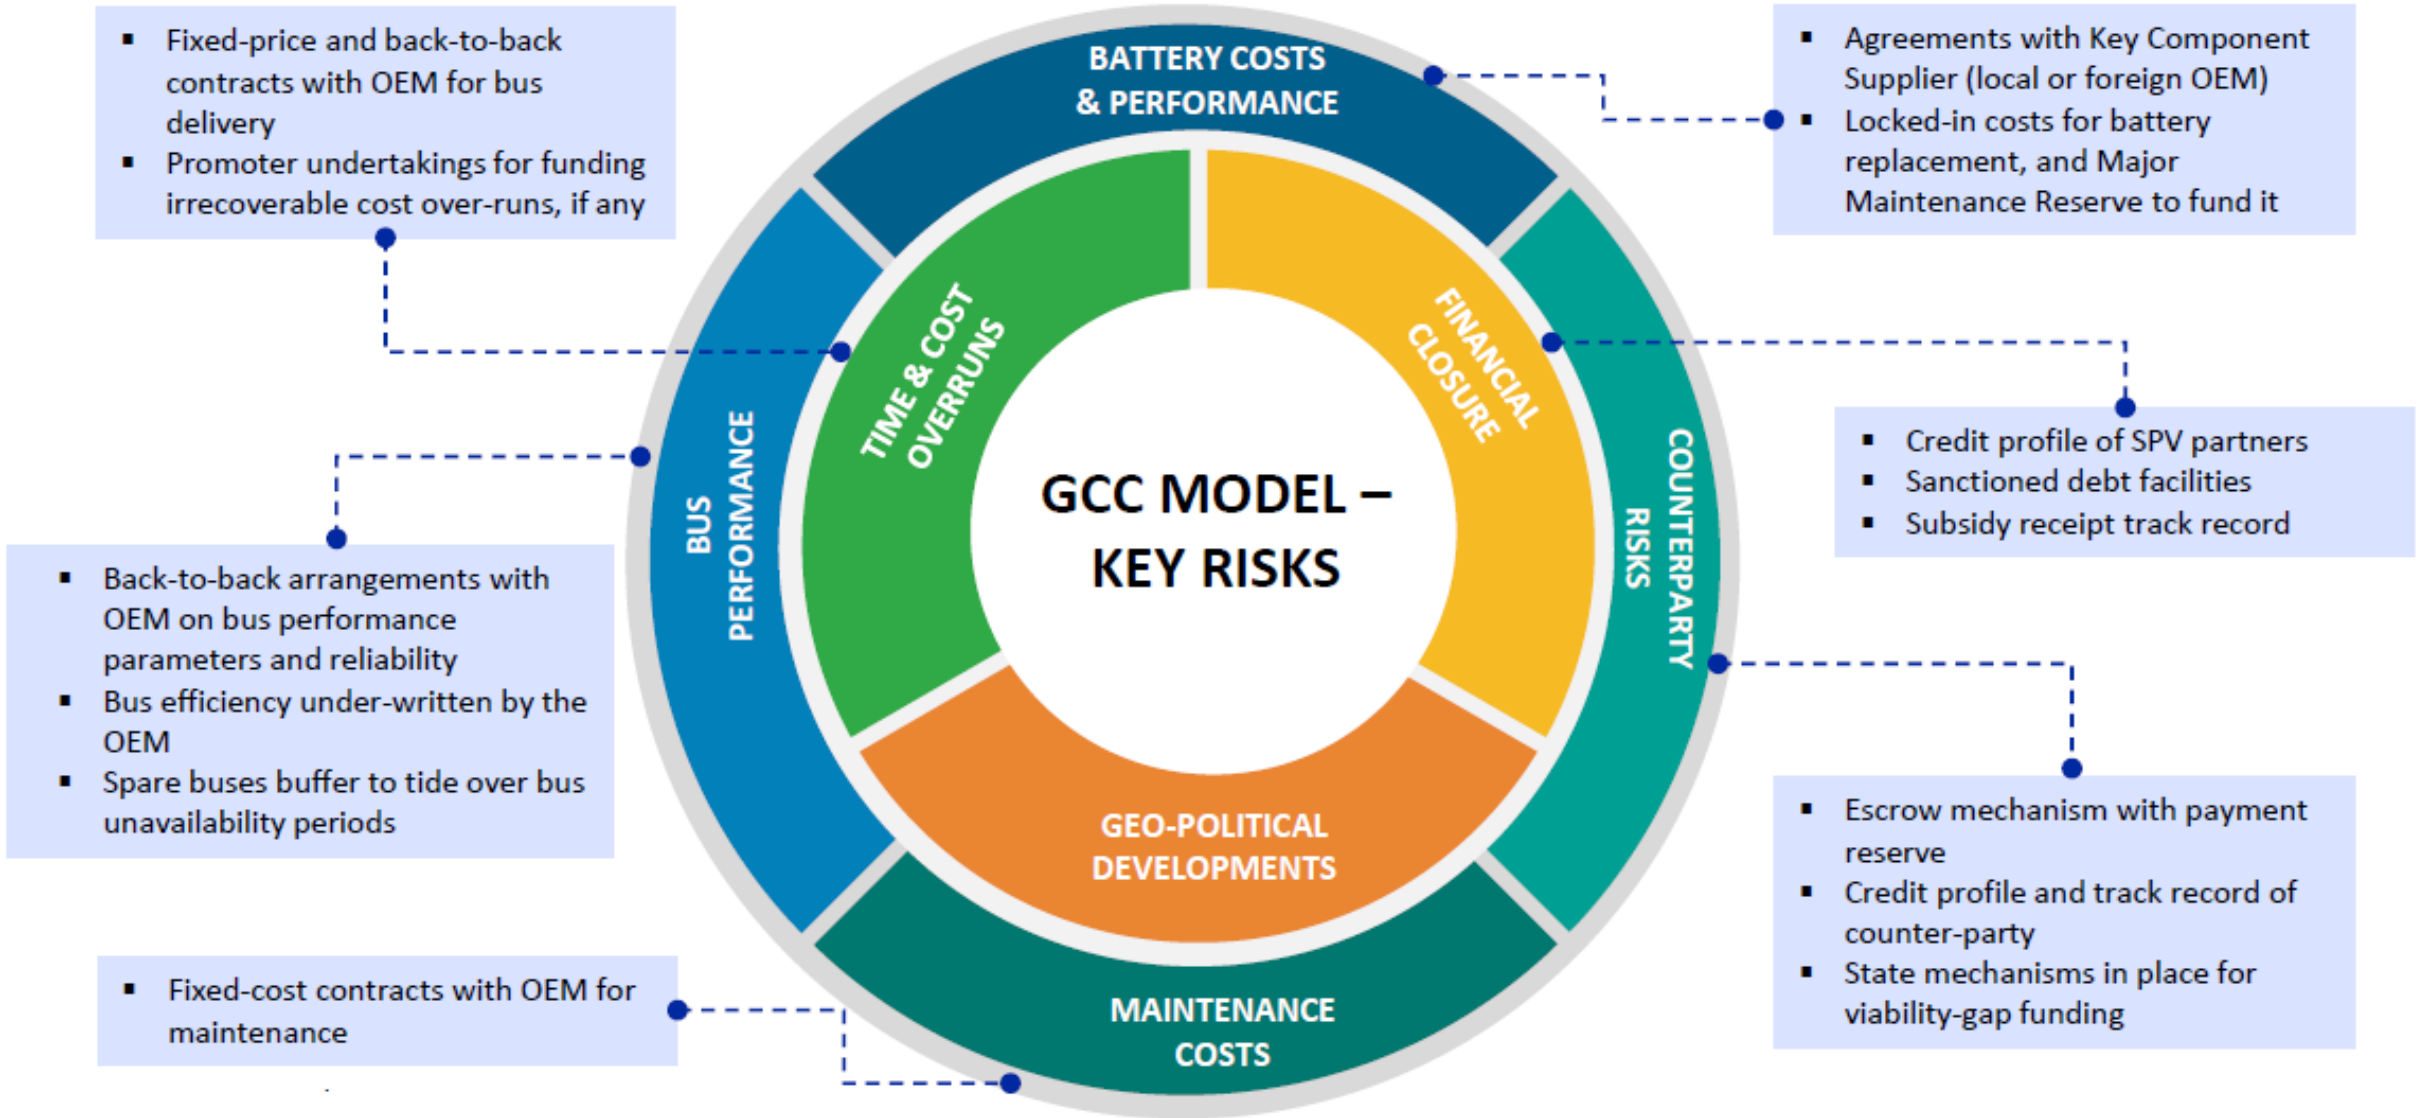 ▪ Fixed-price and back-to-back
contracts with OEM for bus
delivery
▪ Promoter undertakings for funding
irrecoverable cost over-runs, if any
BATTERY COSTS
& PERFORMANCE
▪ Agreements with Key Component
Supplier (local or foreign OEM)
▪ Locked-in costs for battery
replacement, and Major
Maintenance Reserve to fund it
TIME & COST
OVERRUNS
FINANCIAL
CLOSURE
▪ Credit profile of SPV partners
▪ Sanctioned debt facilities
▪ Subsidy receipt track record
BUS
PERFORMANCE
GCC MODEL –
KEY RISKS
COUNTERPARTY
RISKS
▪ Back-to-back arrangements with
OEM on bus performance
parameters and reliability
▪ Bus efficiency under-written by the
OEM
▪ Spare buses buffer to tide over bus
unavailability periods
GEO-POLITICAL
DEVELOPMENTS
▪ Escrow mechanism with payment
reserve
▪ Credit profile and track record of
counter-party
▪ State mechanisms in place for
viability-gap funding
▪ Fixed-cost contracts with OEM for
maintenance
MAINTENANCE
COSTS